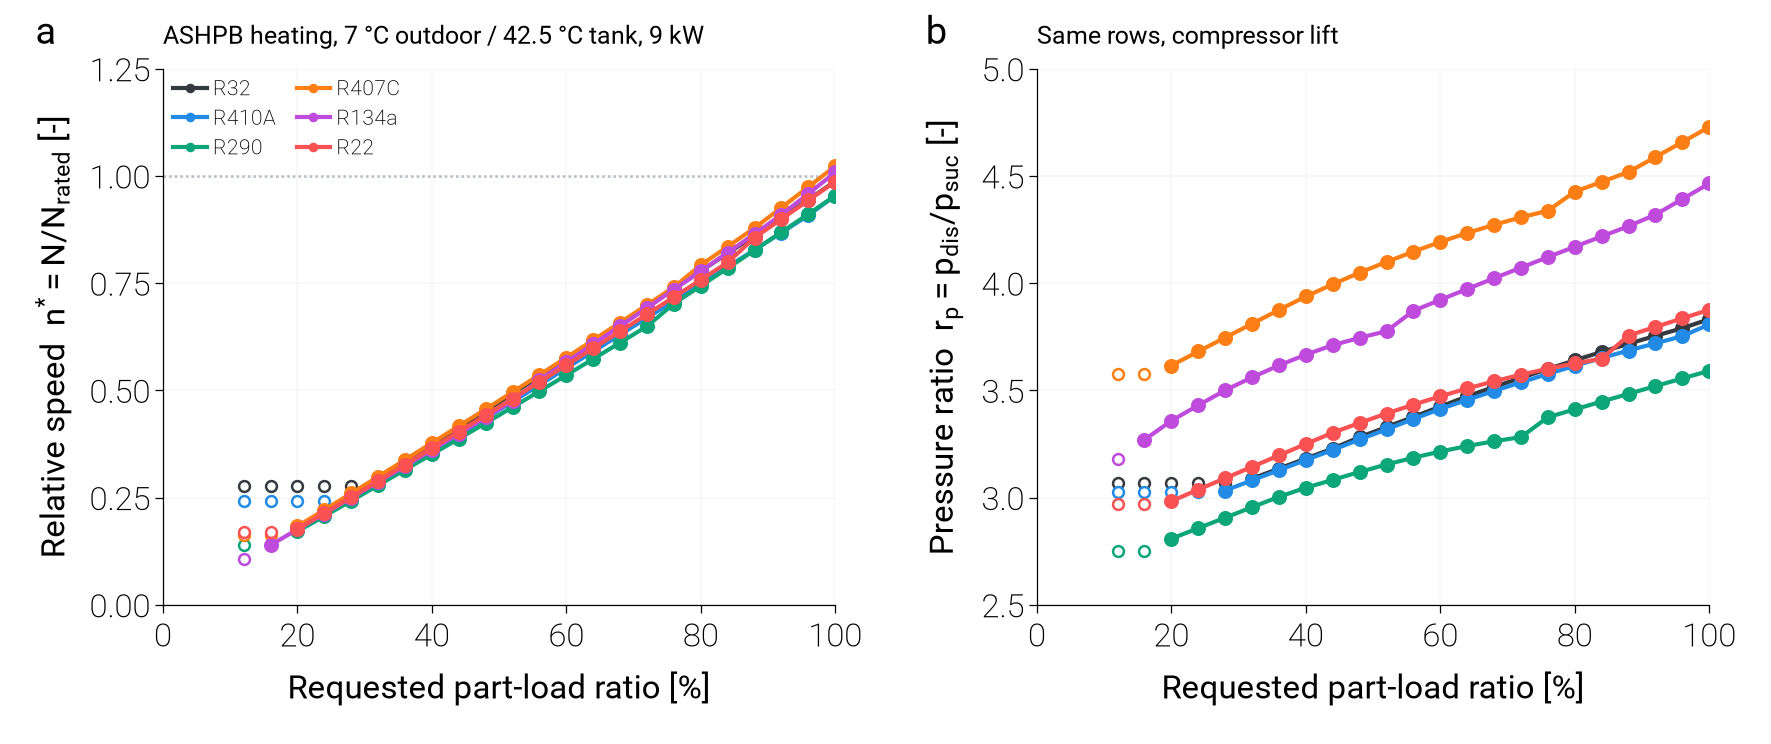 a
ASHPB heating, 7 °C outdoor / 42.5 °C tank, 9 kW
1.25
1.00
0.75
0.50
0.25
0.00
R32
R410A
R290
R407C
R134a
R22
Relative speed n* = N/Nrated [-]
0 20 40 60 80 100
Requested part-load ratio [%]
b
Same rows, compressor lift
5.0
4.5
4.0
3.5
3.0
2.5
Pressure ratio rp = pdis/psuc [-]
0 20 40 60 80 100
Requested part-load ratio [%]